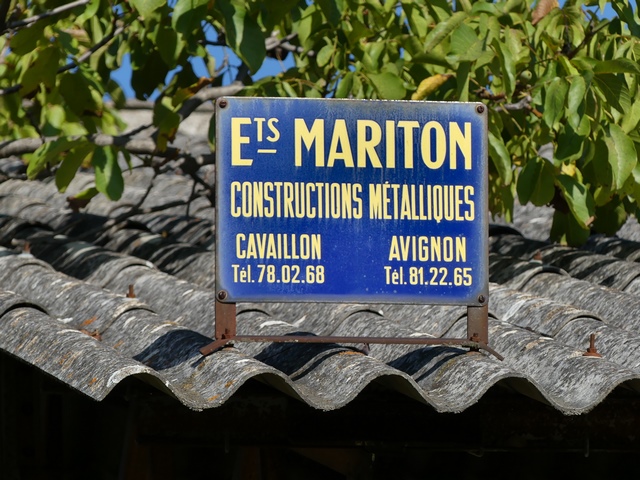 ETS MARITON
CONSTRUCTIONS MÉTALLIQUES
CAVAILLON AVIGNON
Tél. 78.02.68 Tél. 81.22.65